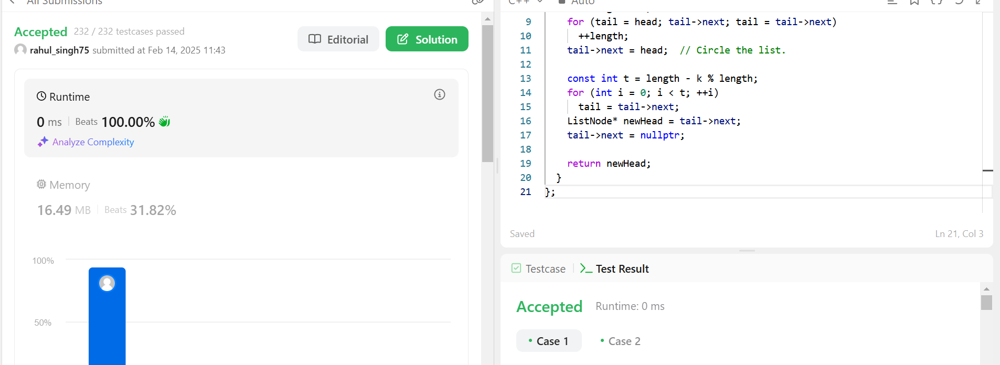 All Submissions
Accepted 232 / 232 testcases passed
rahul_singh75 submitted at Feb 14, 2025 11:43
Editorial
Solution
Runtime
0 ms Beats 100.00%
Analyze Complexity
Memory
16.49 MB Beats 31.82%
100%
50%
C++ Auto
9 for (tail = head; tail->next; tail = tail->next)
10 ++length;
11 tail->next = head;  // Circle the list.
12
13 const int t = length - k % length;
14 for (int i = 0; i < t; ++i)
15 tail = tail->next;
16 ListNode* newHead = tail->next;
17 tail->next = nullptr;
18
19 return newHead;
20 }
21 };
Saved Ln 21, Col 3
Testcase Test Result
Accepted Runtime: 0 ms
Case 1 Case 2